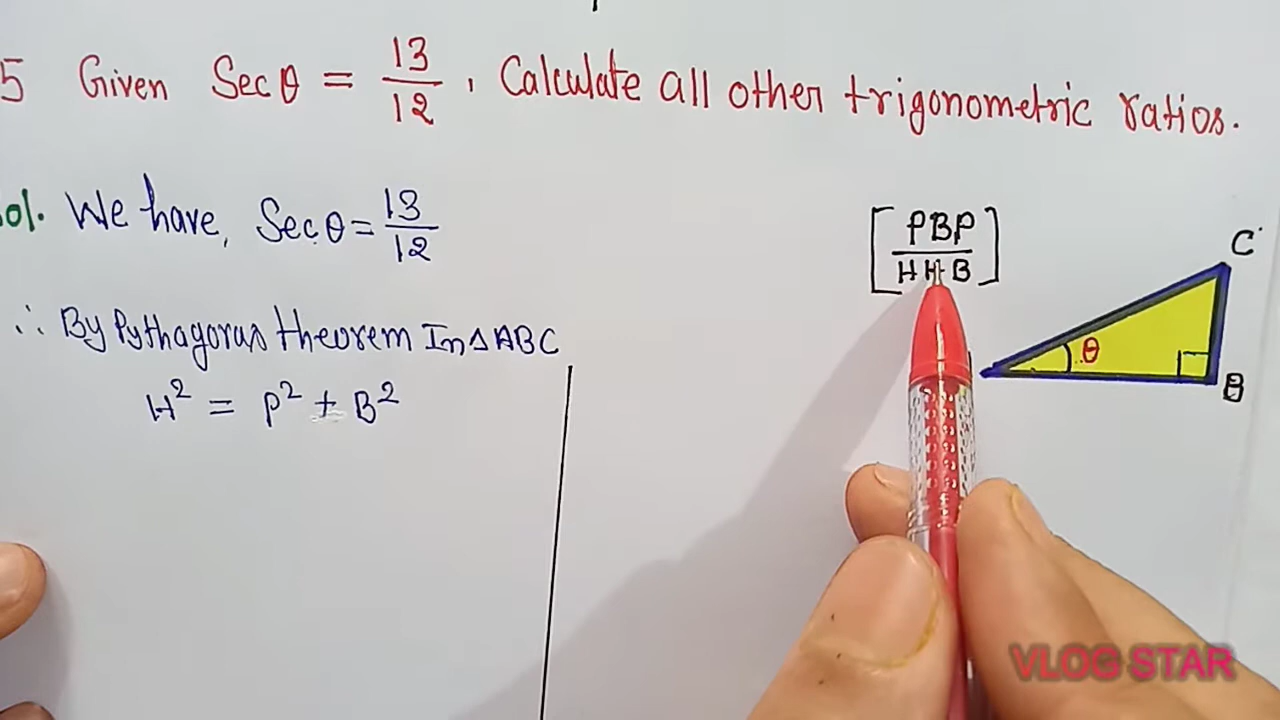 5 Given Sec θ = 13/12, Calculate all other trigonometric ratios.
ol. We have, Sec θ = 13/12
∴ By Pythagoras theorem In △ ABC
H² = P² + B²
[PBP/HHB]
C
θ
B
VLOG STAR